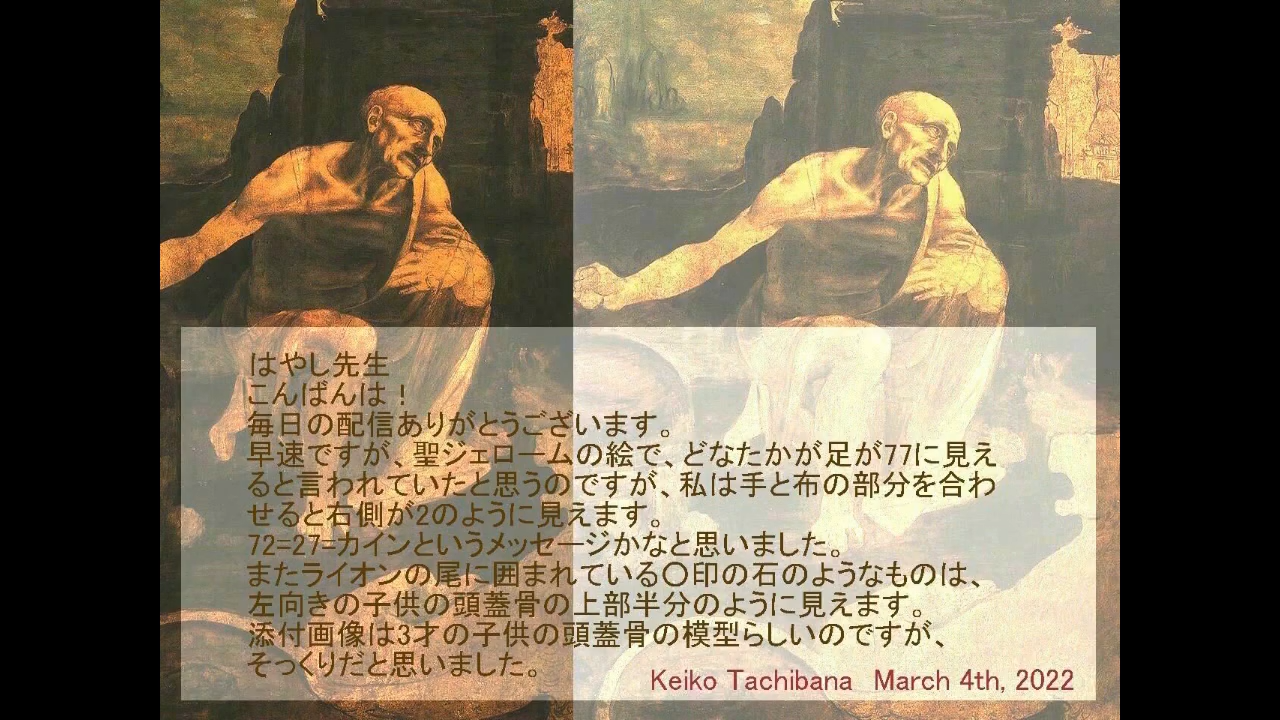 はやし先生
こんばんは！
毎日の配信ありがとうございます。
早速ですが、聖ジェロームの絵で、どなたかが足が77に見え
ると言われていたと思うのですが、私は手と布の部分を合わ
せると右側が2のように見えます。
72=27=カインというメッセージかなと思いました。
またライオンの尾に囲まれている〇印の石のようなものは、
左向きの子供の頭蓋骨の上部半分のように見えます。
添付画像は3才の子供の頭蓋骨の模型らしいのですが、
そっくりだと思いました。
Keiko Tachibana March 4th, 2022